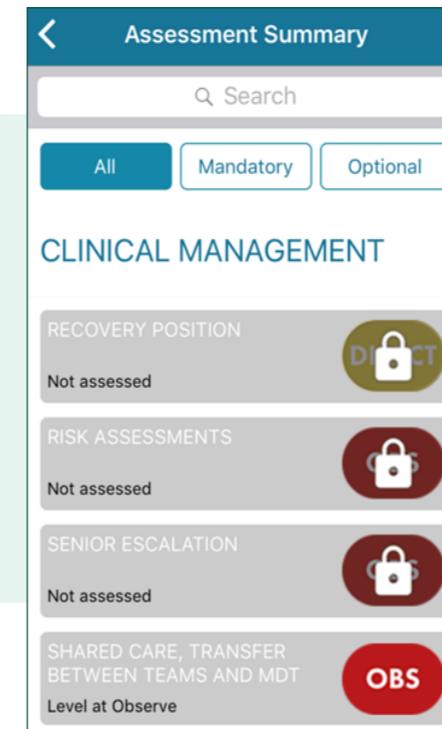 Assessment Summary
Search
All
Mandatory
Optional
CLINICAL MANAGEMENT
RECOVERY POSITION
Not assessed
RISK ASSESSMENTS
Not assessed
SENIOR ESCALATION
Not assessed
SHARED CARE, TRANSFER
BETWEEN TEAMS AND MDT
OBS
Level at Observe